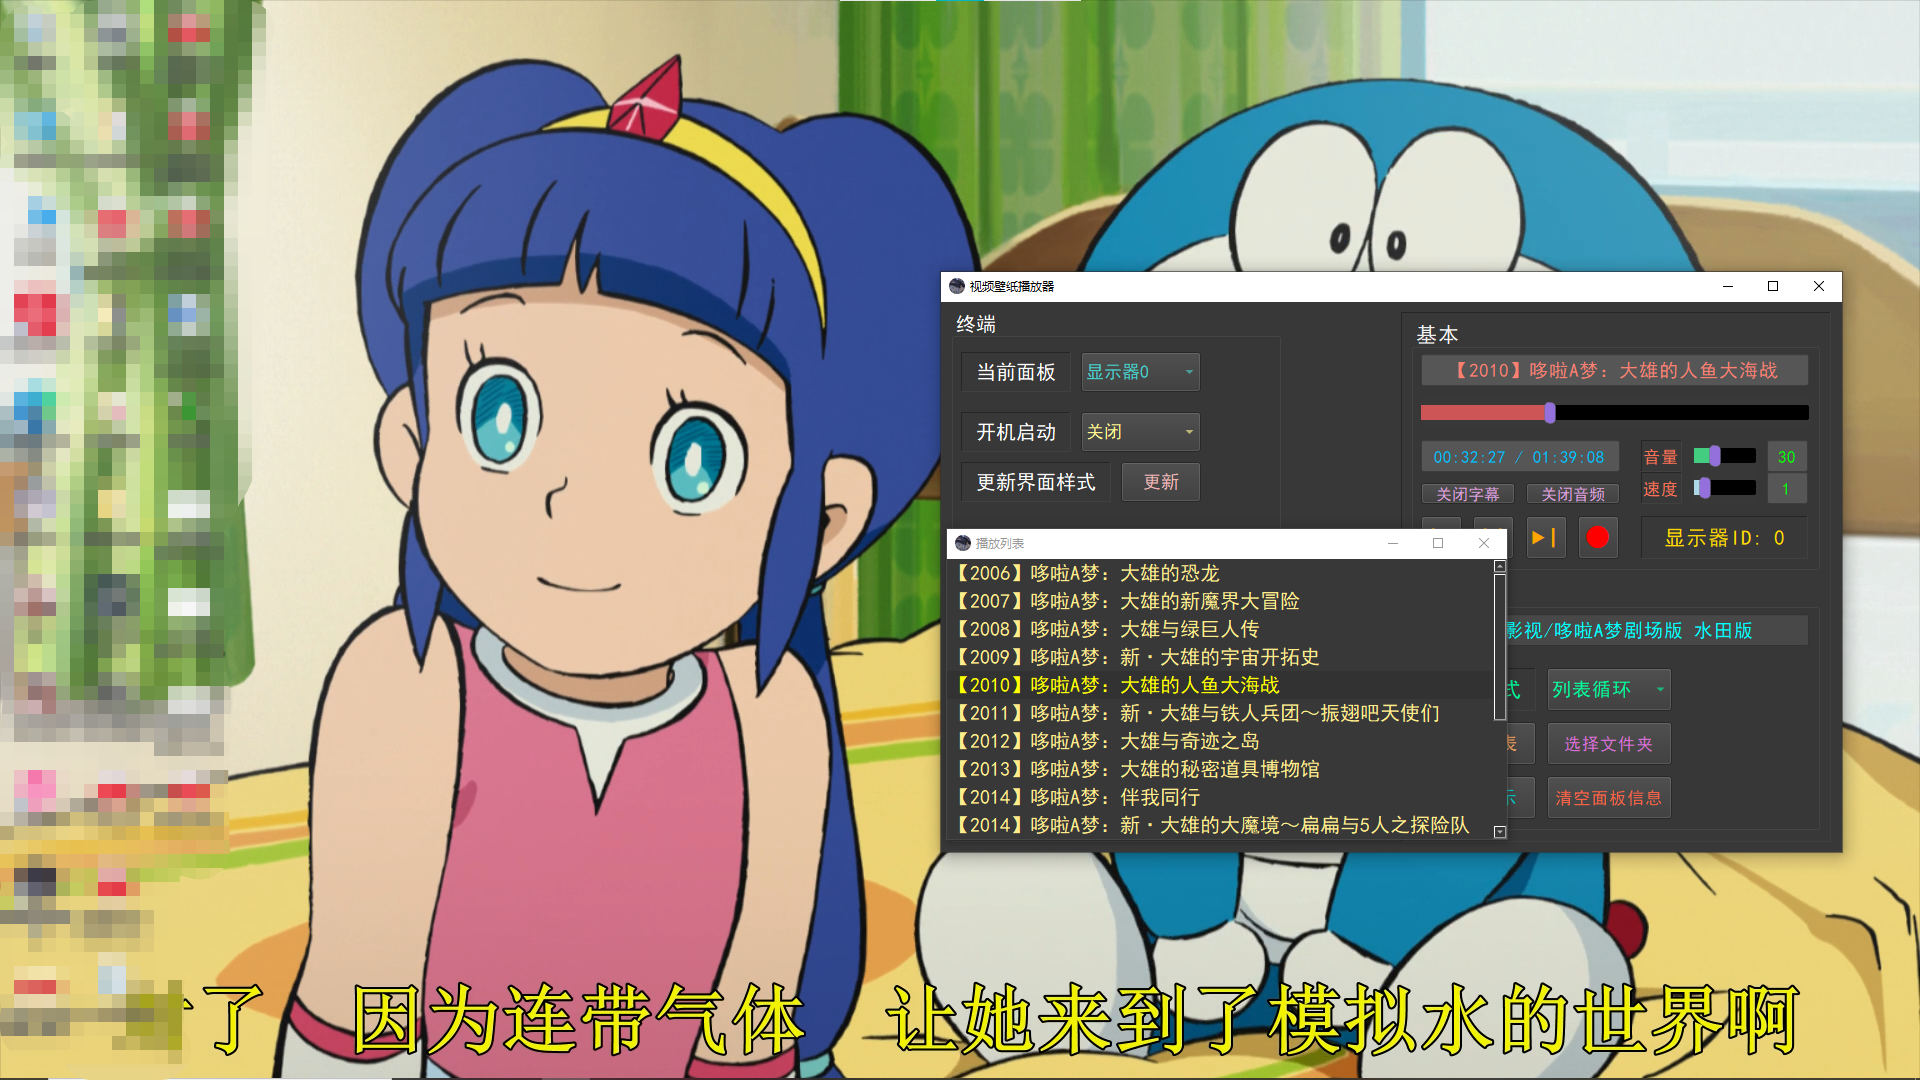 视频壁纸播放器
终端
当前面板 显示器0
开机启动 关闭
更新界面样式 更新
基本
【2010】哆啦A梦：大雄的人鱼大海战
00:32:27 / 01:39:08
音量 30
关闭字幕 关闭音频
速度 1
显示器ID: 0
播放列表
【2006】哆啦A梦：大雄的恐龙
【2007】哆啦A梦：大雄的新魔界大冒险
【2008】哆啦A梦：大雄与绿巨人传
【2009】哆啦A梦：新·大雄的宇宙开拓史
【2010】哆啦A梦：大雄的人鱼大海战
【2011】哆啦A梦：新·大雄与铁人兵团～振翅吧天使们
【2012】哆啦A梦：大雄与奇迹之岛
【2013】哆啦A梦：大雄的秘密道具博物馆
【2014】哆啦A梦：伴我同行
【2014】哆啦A梦：新·大雄的大魔境～扁扁与5人之探险队
影视/哆啦A梦剧场版 水田版
式 列表循环
表 选择文件夹
示 清空面板信息
了 因为连带气体 让她来到了模拟水的世界啊